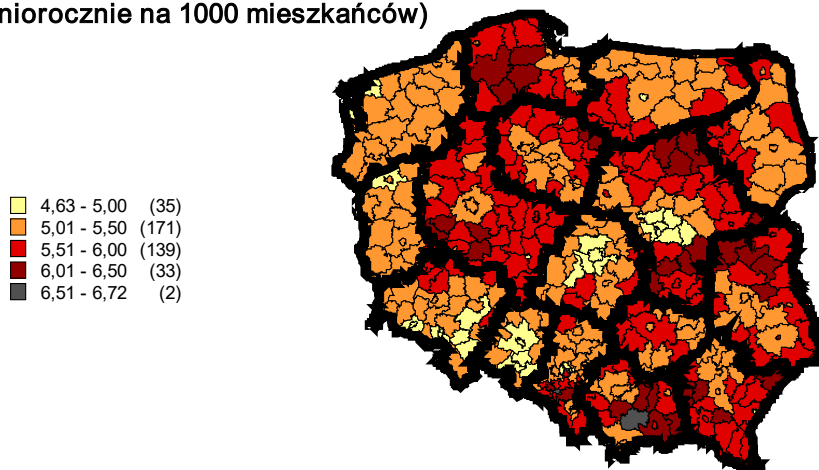 niorocznie na 1000 mieszkańców)
4,63 - 5,00 (35)
5,01 - 5,50 (171)
5,51 - 6,00 (139)
6,01 - 6,50 (33)
6,51 - 6,72 (2)